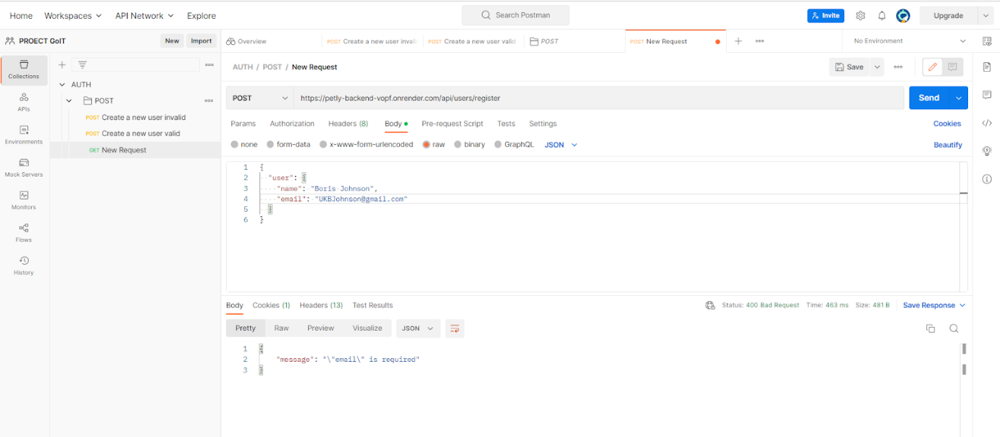 Home Workspaces API Network Explore Search Postman Invite Upgrade
PROECT GoIT New Import Overview POST Create a new user inval POST Create a new user valid POST POST New Request No Environment
Collections
APIs
Environments
Mock Servers
Monitors
Flows
History
AUTH
POST
POST Create a new user invalid
POST Create a new user valid
GET New Request
AUTH / POST / New Request Save
POST https://petly-backend-vopf.onrender.com/api/users/register Send
Params Authorization Headers (8) Body Pre-request Script Tests Settings Cookies
none form-data x-www-form-urlencoded raw binary GraphQL JSON Beautify
1 {
2 "user": {
3 "name": "Boris Johnson",
4 "email": "UKBJohnson@gmail.com"
5 }
6 }
Body Cookies (1) Headers (13) Test Results Status: 400 Bad Request Time: 463 ms Size: 481 B Save Response
Pretty Raw Preview Visualize JSON
1 {
2 "message": "\"email\" is required"
3 }